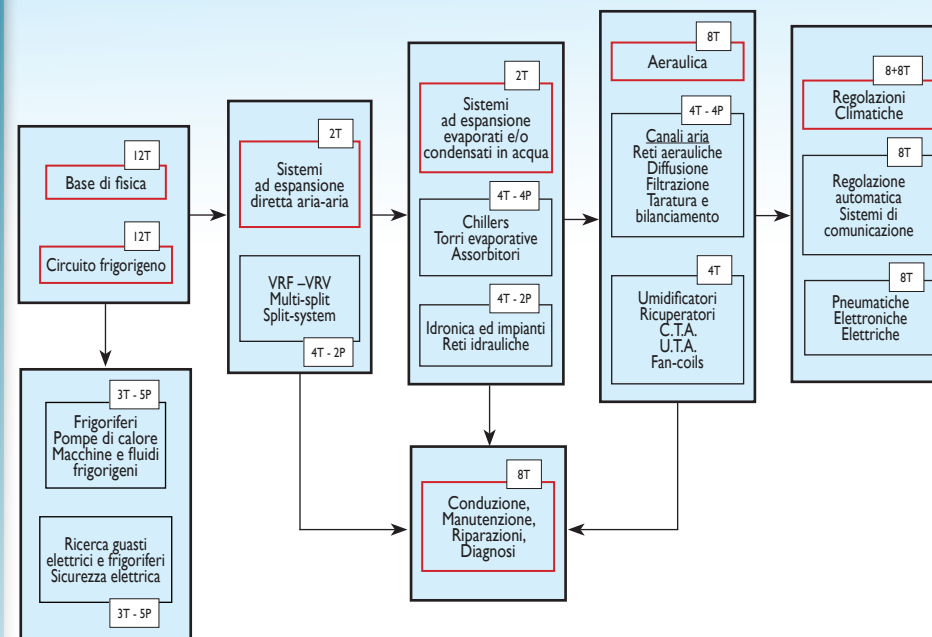 12T
Base di fisica
12T
Circuito frigorigeno
3T - 5P
Frigoriferi
Pompe di calore
Macchine e fluidi
frigorigeni
Ricerca guasti
elettrici e frigoriferi
Sicurezza elettrica
3T - 5P
2T
Sistemi
ad espansione
diretta aria-aria
VRF –VRV
Multi-split
Split-system
4T - 2P
2T
Sistemi
ad espansione
evaporati e/o
condensati in acqua
4T - 4P
Chillers
Torri evaporative
Assorbitori
4T - 2P
Idronica ed impianti
Reti idrauliche
8T
Conduzione,
Manutenzione,
Riparazioni,
Diagnosi
8T
Aeraulica
4T - 4P
Canali aria
Reti aerauliche
Diffusione
Filtrazione
Taratura e
bilanciamento
4T
Umidificatori
Ricuperatori
C.T.A.
U.T.A.
Fan-coils
8+8T
Regolazioni
Climatiche
8T
Regolazione
automatica
Sistemi di
comunicazione
8T
Pneumatiche
Elettroniche
Elettriche